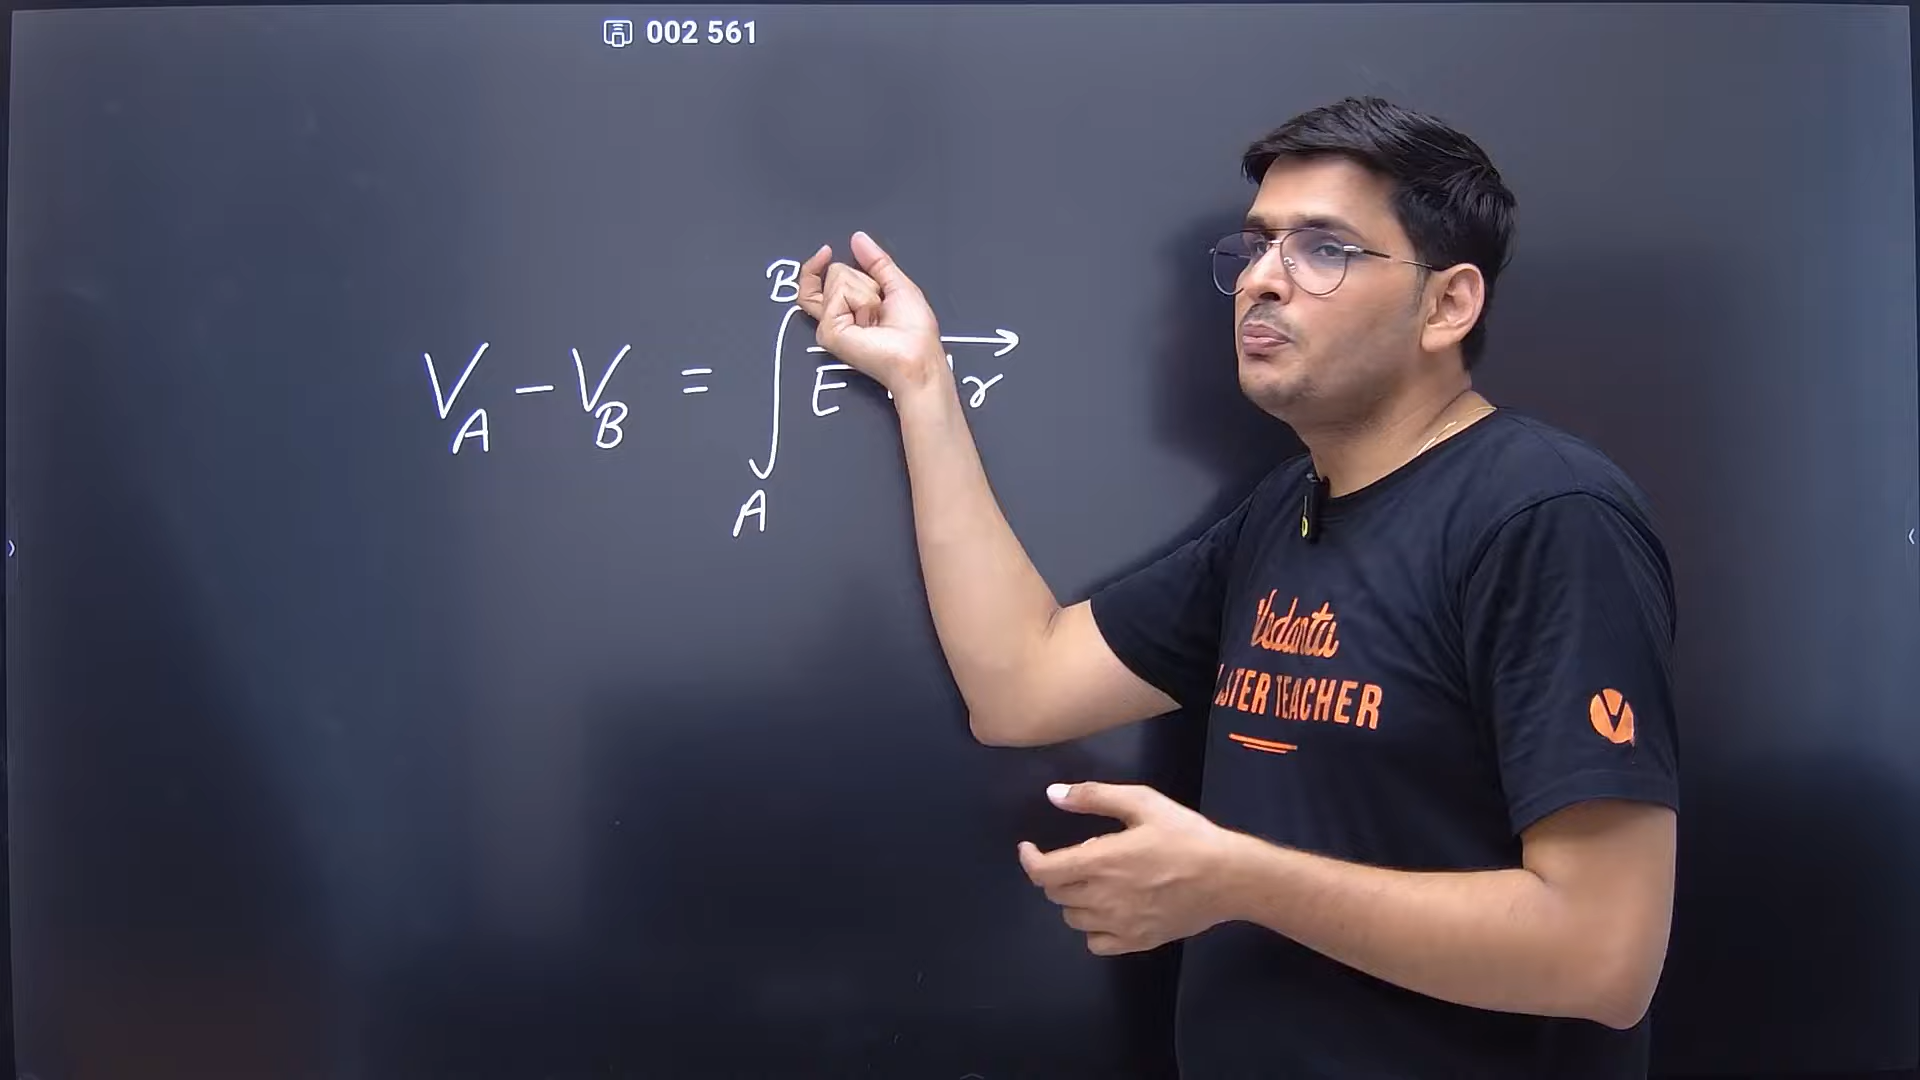 002 561
B
V_A - V_B = ∫ E r
A
Vedantu
TEACHER